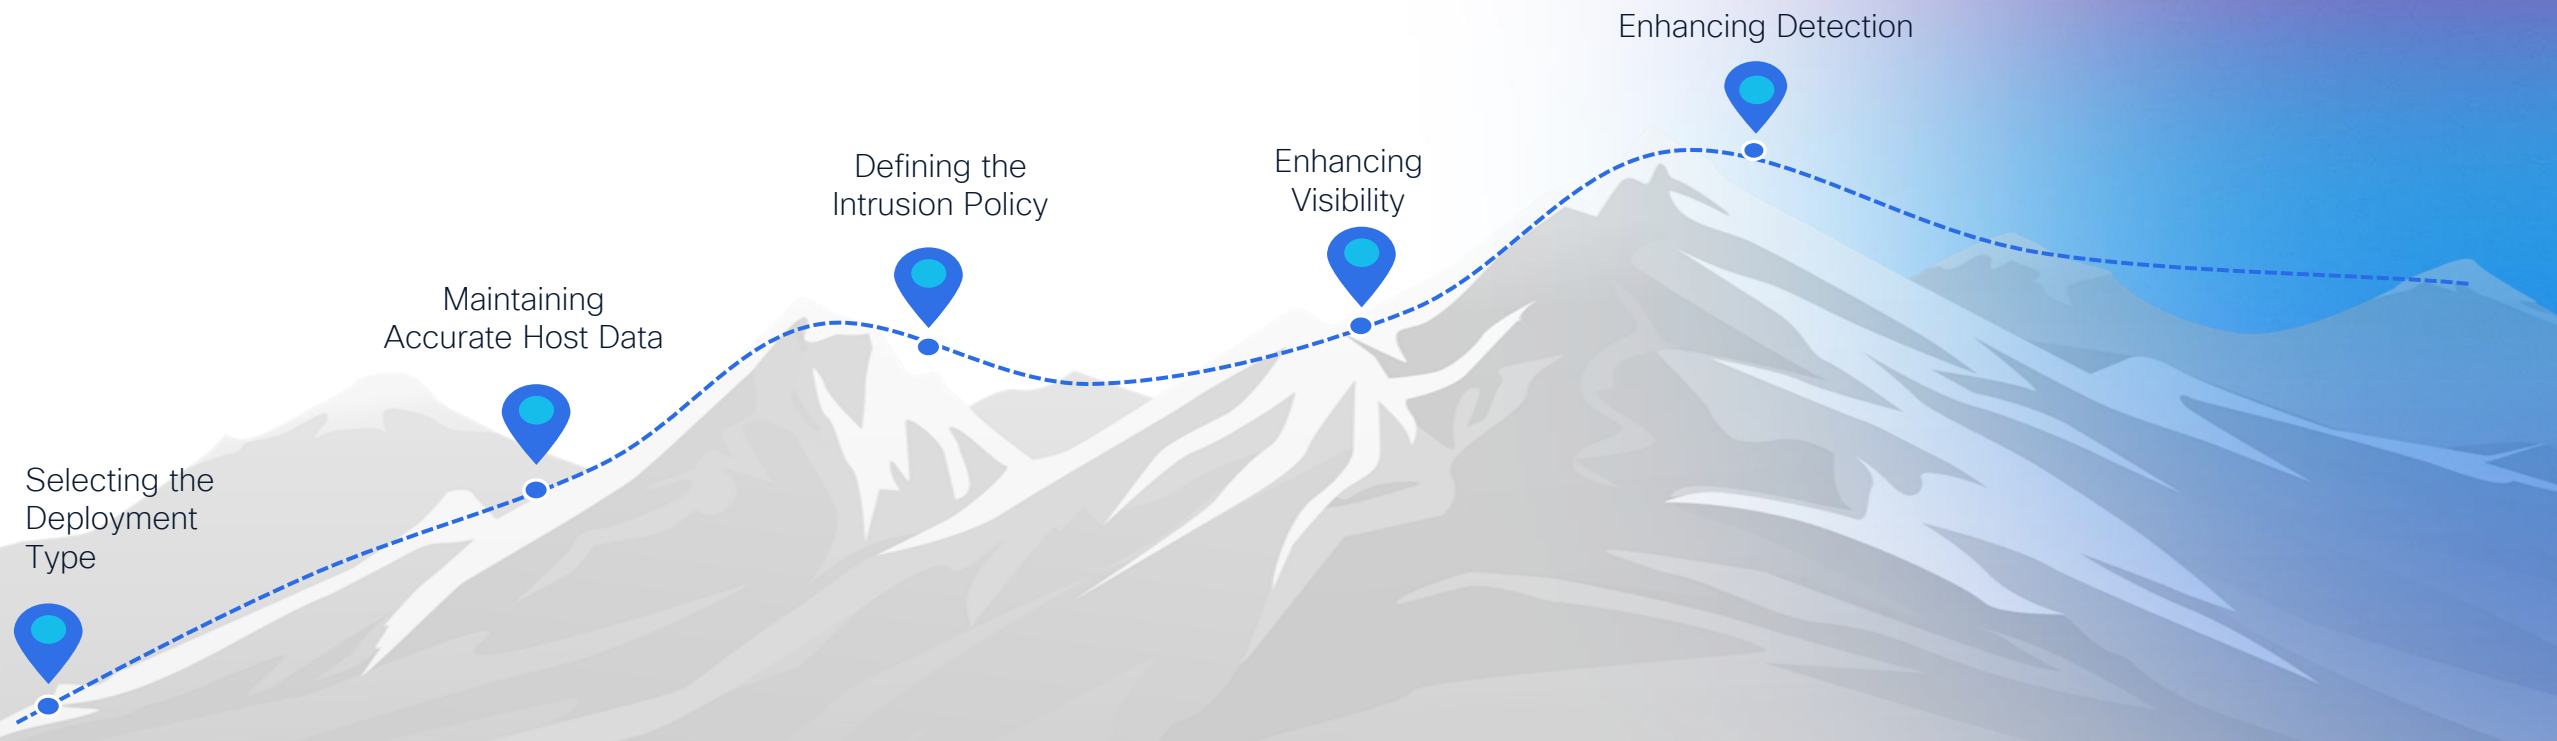 Selecting the
Deployment
Type
Maintaining
Accurate Host Data
Defining the
Intrusion Policy
Enhancing
Visibility
Enhancing Detection